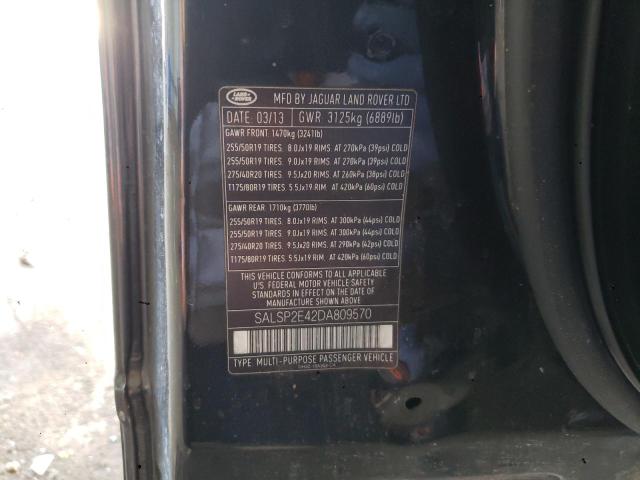 LAND ROVER
MFD BY JAGUAR LAND ROVER LTD
DATE 03/13 GWR 3125kg (6889lb)
GAWR FRONT 1470kg (3241lb)
255/50R19 TIRES. 8.0Jx19 RIMS. AT 270kPa (39psi) COLD
255/50R19 TIRES. 9.0Jx19 RIMS. AT 270kPa (39psi) COLD
275/40R20 TIRES. 9.5Jx20 RIMS. AT 260kPa (38psi) COLD
T175/80R19 TIRES 5.5Jx19 RIM. AT 420kPa (60psi) COLD
GAWR REAR 1710kg (3770lb)
255/50R19 TIRES. 8.0Jx19 RIMS. AT 300kPa (44psi) COLD
255/50R19 TIRES. 9.0Jx19 RIMS. AT 300kPa (44psi) COLD
275/40R20 TIRES. 9.5Jx20 RIMS. AT 290kPa (42psi) COLD
T175/80R19 TIRES 5.5Jx19 RIM. AT 420kPa (60psi) COLD
THIS VEHICLE CONFORMS TO ALL APPLICABLE
U.S. FEDERAL MOTOR VEHICLE SAFETY AND
THEFT PREVENTION STANDARDS IN EFFECT ON
THE DATE OF MANUFACTURE SHOWN ABOVE.
SALSP2E42DA809570
TYPE: MULTI-PURPOSE PASSENGER VEHICLE